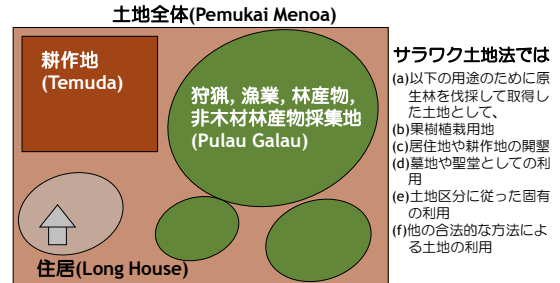 土地全体(Pemukai Menoa)
耕作地
(Temuda)
狩猟, 漁業, 林産物,
非木材林産物採集地
(Pulau Galau)
住居(Long House)
サラワク土地法では
(a)以下の用途のために原
生林を伐採して取得し
た土地として、
(b)果樹植栽用地
(c)居住地や耕作地の開墾
(d)墓地や聖堂としての利
用
(e)土地区分に従った固有
の利用
(f)他の合法的な方法によ
る土地の利用